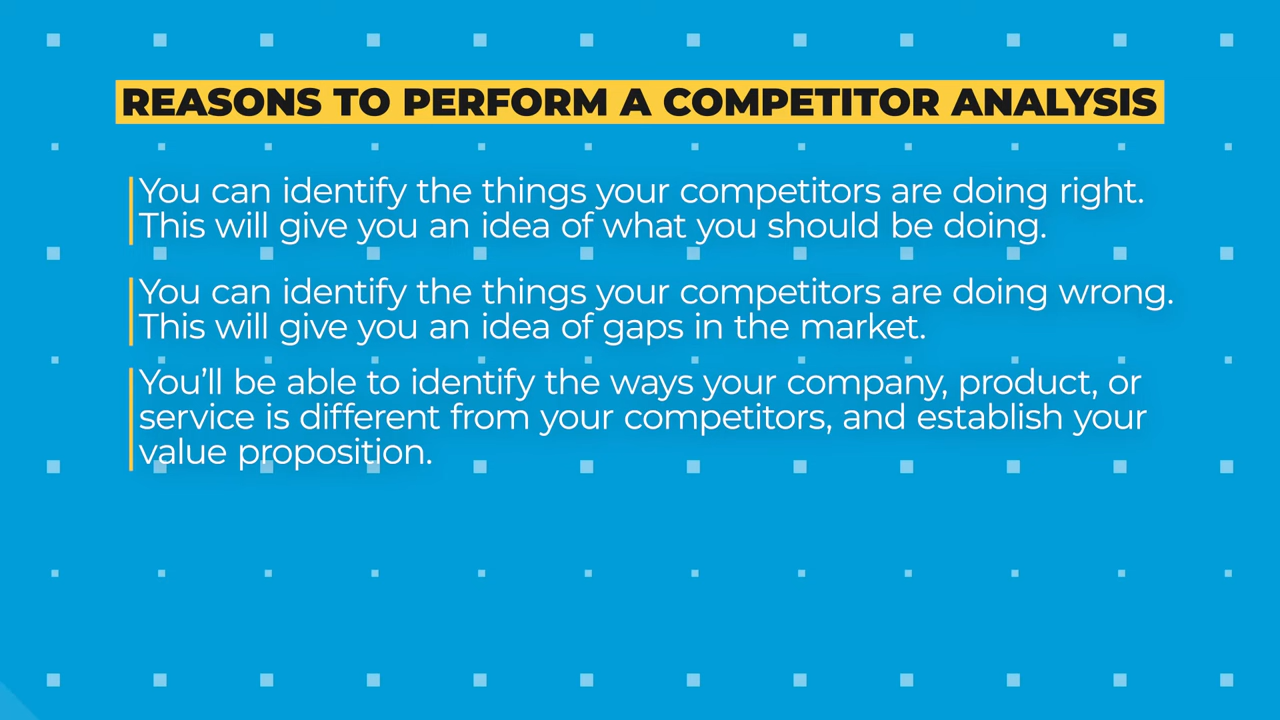 REASONS TO PERFORM A COMPETITOR ANALYSIS
You can identify the things your competitors are doing right.
This will give you an idea of what you should be doing.
You can identify the things your competitors are doing wrong.
This will give you an idea of gaps in the market.
You’ll be able to identify the ways your company, product, or
service is different from your competitors, and establish your
value proposition.